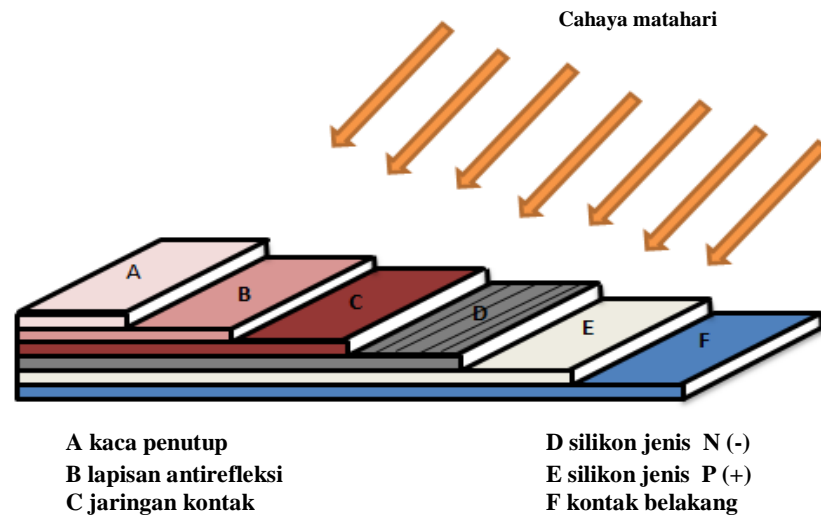 Cahaya matahari
A
B
C
D
E
F
A kaca penutup
B lapisan antirefleksi
C jaringan kontak
D silikon jenis N (-)
E silikon jenis P (+)
F kontak belakang